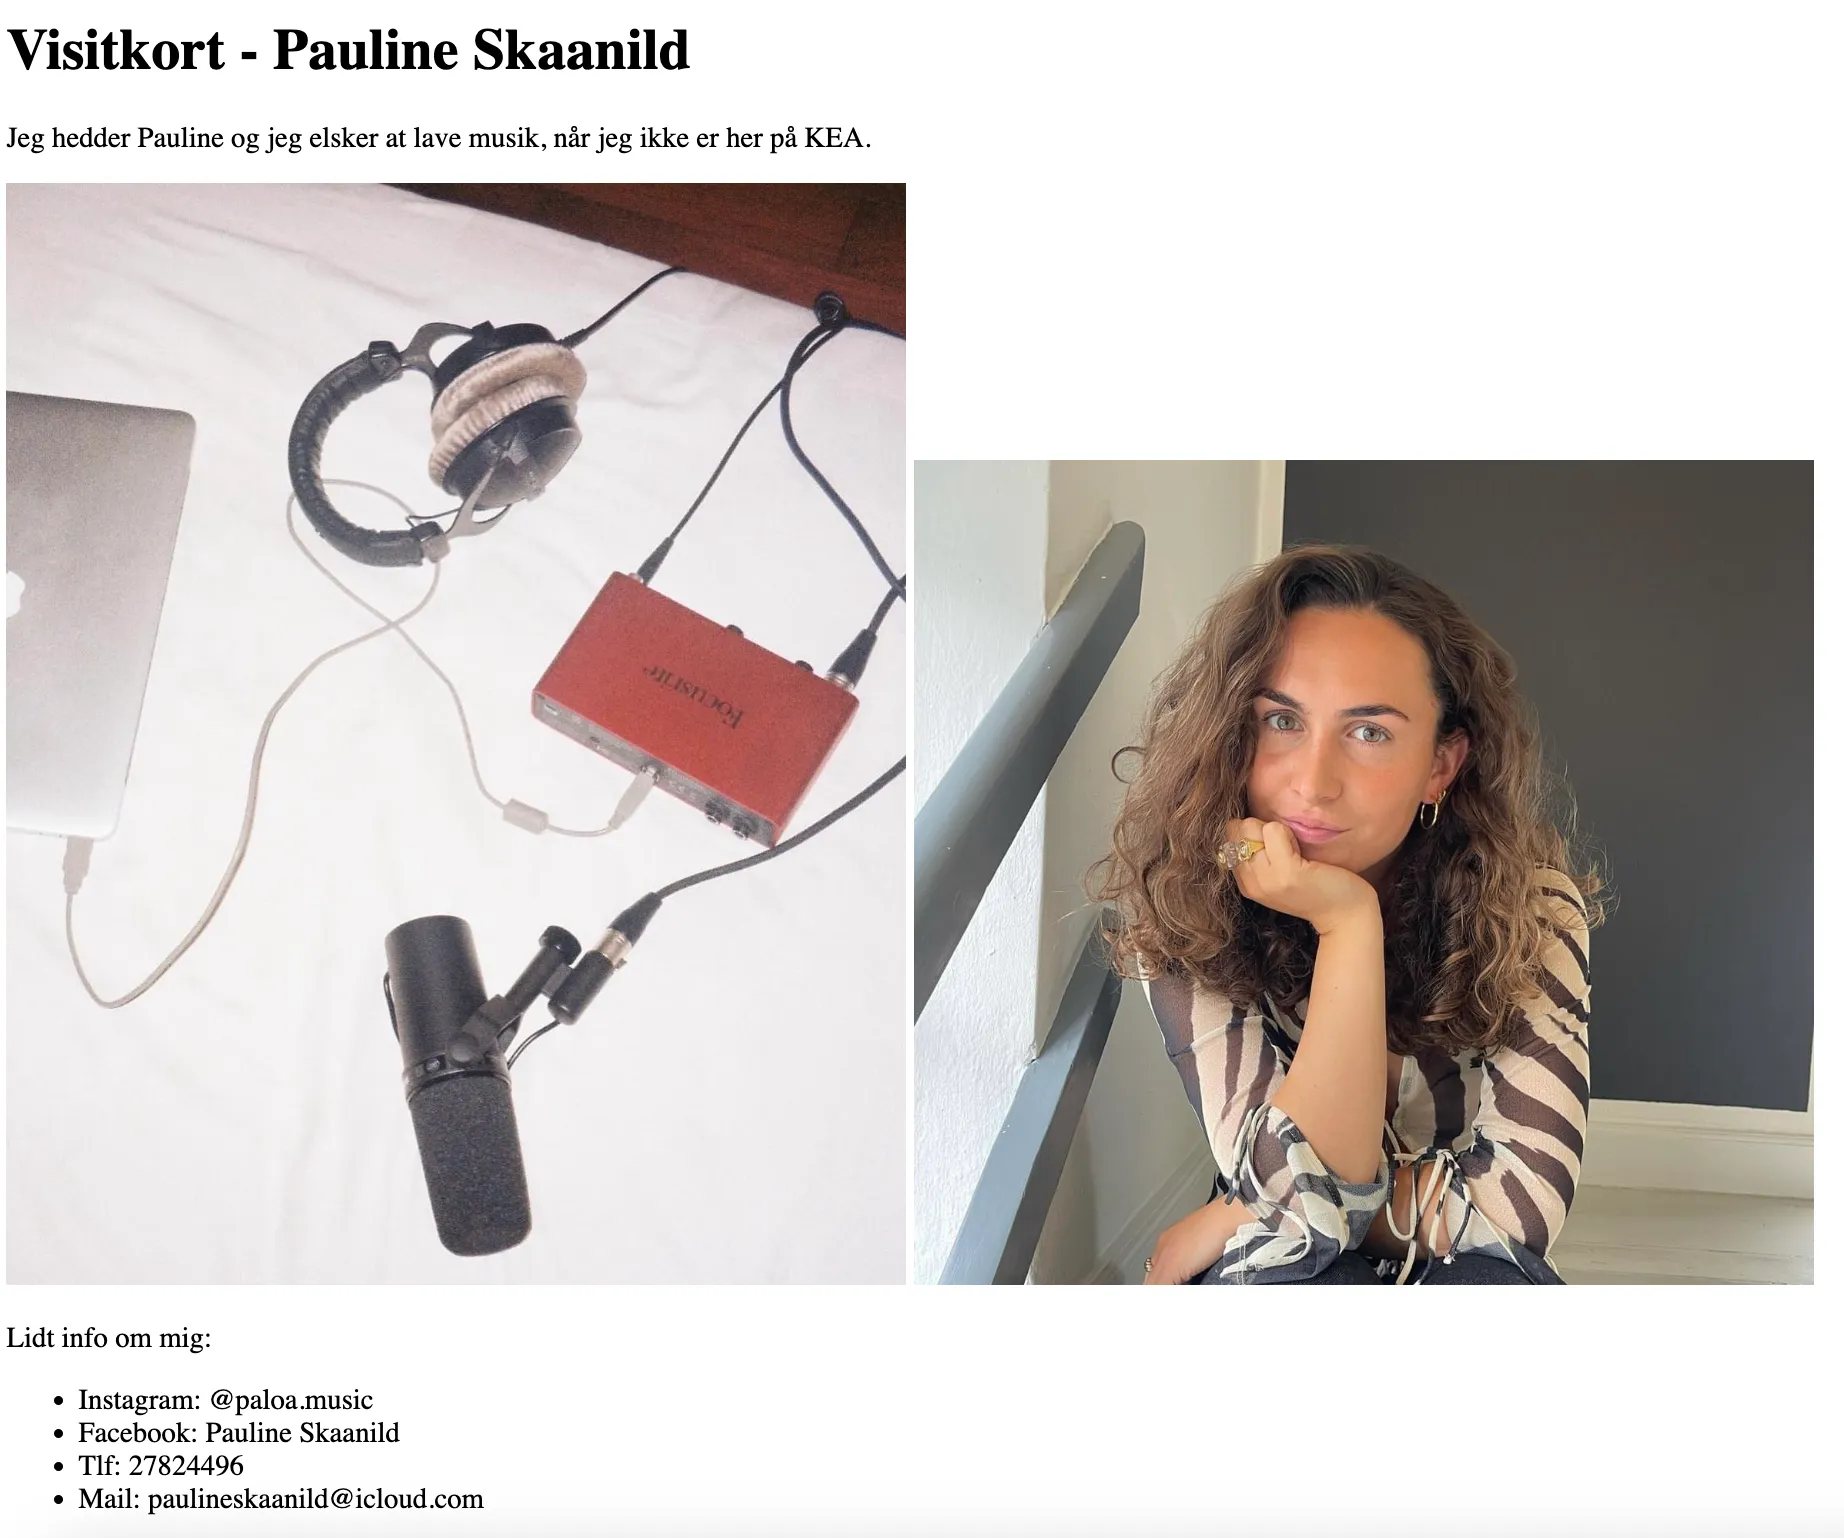 Visitkort - Pauline Skaanild
Jeg hedder Pauline og jeg elsker at lave musik, når jeg ikke er her på KEA.
Focusrite
Lidt info om mig:
• Instagram: @paloa.music
• Facebook: Pauline Skaanild
• Tlf: 27824496
• Mail: paulineskaanild@icloud.com